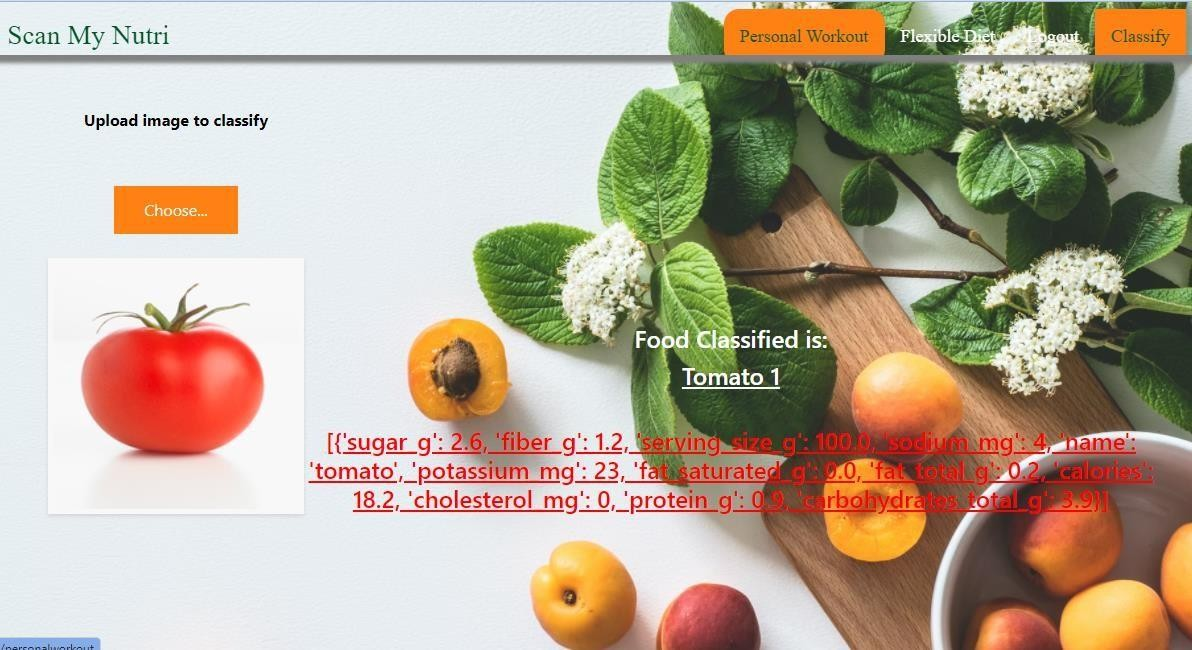 Scan My Nutri
Personal Workout Flexible Diet Logout Classify
Upload image to classify
Choose...
Food Classified is:
Tomato 1
[{'sugar_g': 2.6, 'fiber_g': 1.2, 'serving_size_g': 100.0, 'sodium_mg': 4, 'name':
'tomato', 'potassium_mg': 23, 'fat_saturated_g': 0.0, 'fat_total_g': 0.2, 'calories':
18.2, 'cholesterol_mg': 0, 'protein_g': 0.9, 'carbohydrates_total_g': 3.9}]
/personalworkout